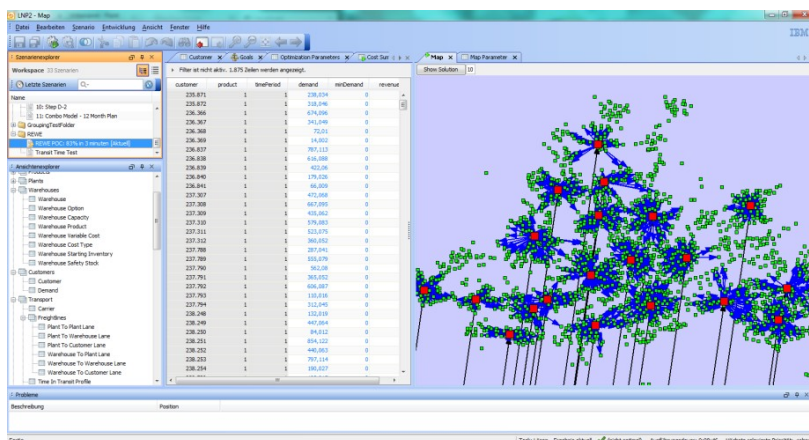 LNP2 - Map
Datei Bearbeiten Szenario Entwicklung Ansicht Fenster Hilfe
IBM
Szenarienexplorer
Workspace 33 Szenarien
Letzte Szenarien
Name
10: Step D-2
11: Combo Model - 12 Month Plan
GroupingTestFolder
REWE
REWE POC: 83% in 3 minuten [Aktuell]
Transit Time Test
Ansichtenexplorer
Products
Plants
Warehouses
Warehouse
Warehouse Option
Warehouse Capacity
Warehouse Product
Warehouse Variable Cost
Warehouse Cost Type
Warehouse Starting Inventory
Warehouse Safety Stock
Customers
Customer
Demand
Transport
Carrier
Freightlines
Plant To Plant Lane
Plant To Warehouse Lane
Plant To Customer Lane
Warehouse To Plant Lane
Warehouse To Warehouse Lane
Warehouse To Customer Lane
Time In Transit Profile
Customer Goals Optimization Parameters Cost Sur
Filter ist nicht aktiv. 1.875 Zeilen werden angezeigt.
customer product timePeriod demand minDemand revenue
235.871 1 1 238,034 0
235.872 1 1 318,046 0
236.366 1 1 674,096 0
236.367 1 1 341,648 0
236.368 1 1 72,01 0
236.369 1 1 14,802 0
236.837 1 1 787,113 0
236.838 1 1 616,088 0
236.839 1 1 422,06 0
236.840 1 1 179,026 0
236.841 1 1 66,009 0
237.307 1 1 472,068 0
237.308 1 1 667,095 0
237.309 1 1 435,062 0
237.310 1 1 579,083 0
237.311 1 1 523,075 0
237.312 1 1 360,052 0
237.788 1 1 287,041 0
237.789 1 1 553,079 0
237.790 1 1 562,08 0
237.791 1 1 365,052 0
237.792 1 1 606,087 0
237.793 1 1 110,016 0
237.794 1 1 312,045 0
238.248 1 1 132,019 0
238.249 1 1 447,064 0
238.250 1 1 84,012 0
238.251 1 1 854,122 0
238.252 1 1 440,063 0
238.253 1 1 797,114 0
238.254 1 1 190,027 0
Map Map Parameter
Show Solution 10
Probleme
Beschreibung Position